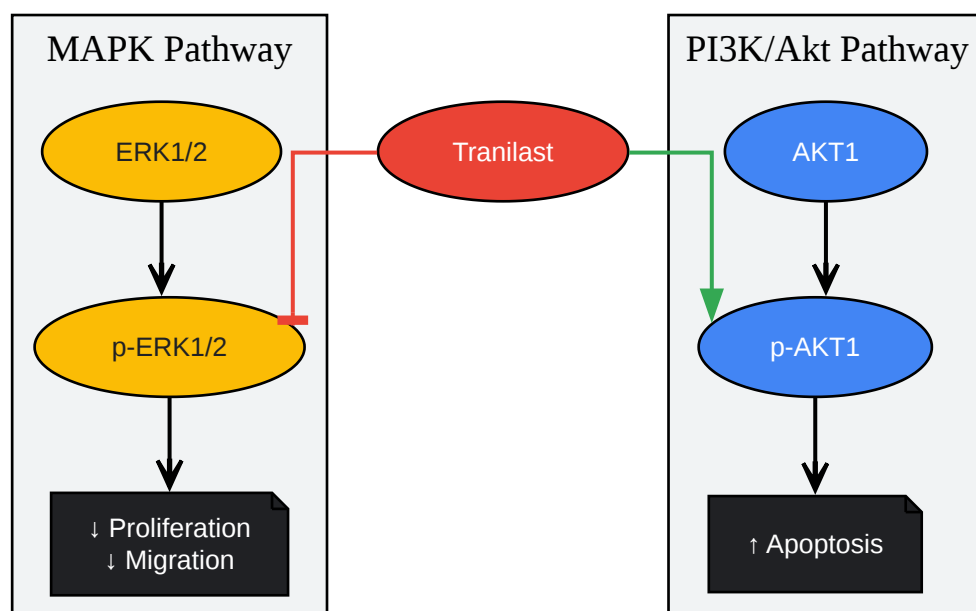 MAPK Pathway
PI3K/Akt Pathway
ERK1/2
Tranilast
AKT1
p-ERK1/2
p-AKT1
↓ Proliferation
↓ Migration
↑ Apoptosis